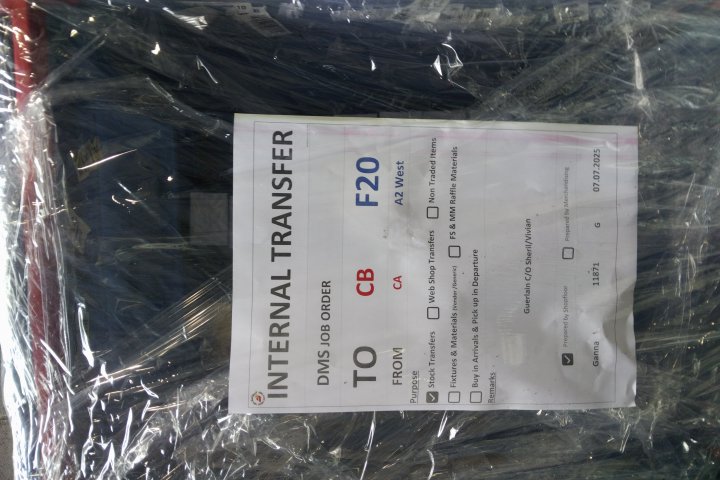 INTERNAL TRANSFER
DMS JOB ORDER
TO CB F20
FROM CA A2 West
Purpose
Stock Transfers Web Shop Transfers Non Traded Items
Fixtures & Materials (Vendor /Generic) FS & MM Raffle Materials
Buy in Arrivals & Pick up in Departure
Remarks
Guerlain C/O Sheril/Vivian
Prepared by Shopfloor Prepared by Merchandising
Ganna 11871 G 07.07.2025